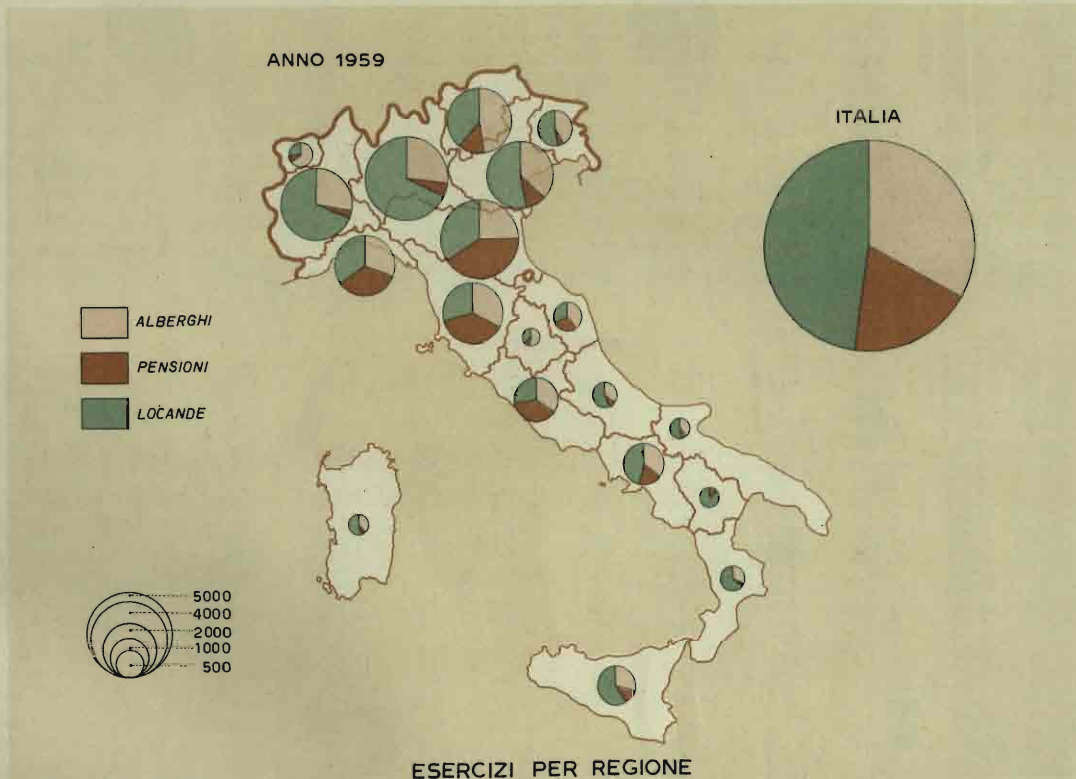 ANNO 1959
ITALIA
ALBERGHI
PENSIONI
LOCANDE
5000
4000
2000
1000
500
ESERCIZI PER REGIONE